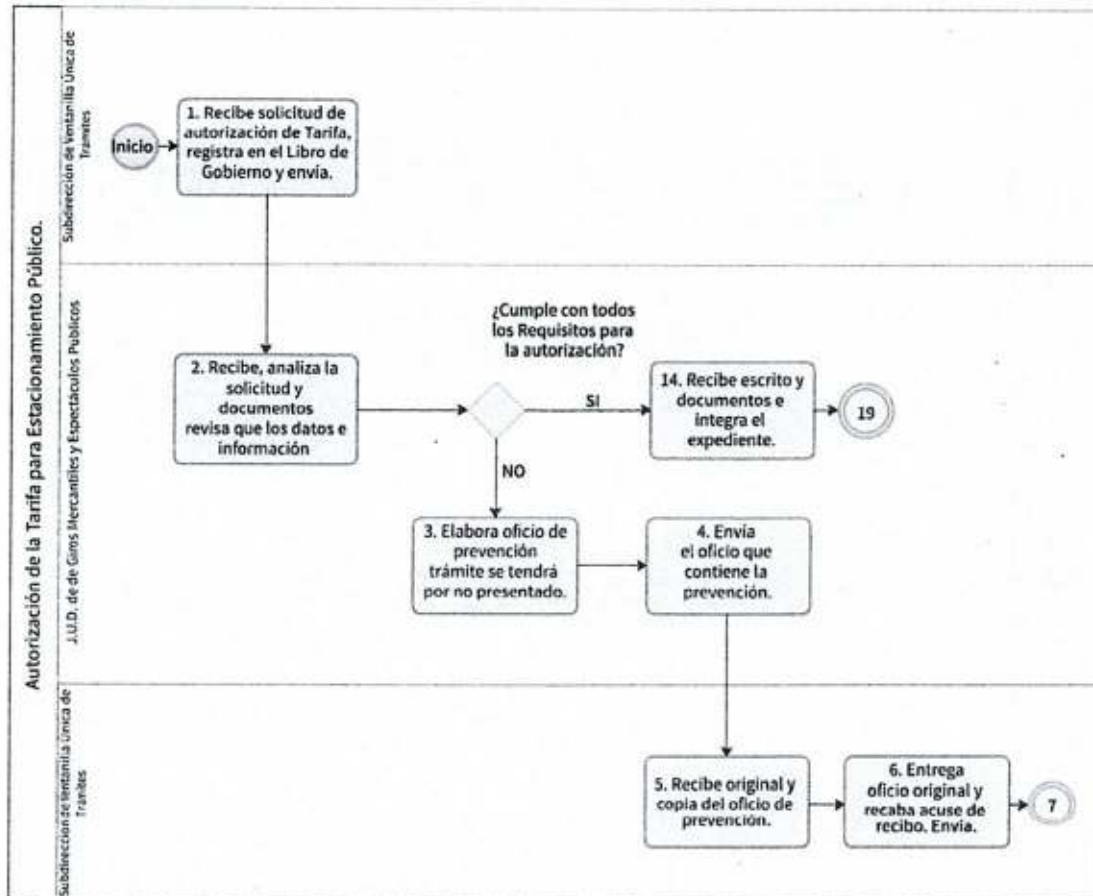 Autorización de la Tarifa para Estacionamiento Público.
Subdirección de Ventanilla Única de
Trámites
Inicio
1. Recibe solicitud de
autorización de Tarifa,
registra en el Libro de
Gobierno y envía.
J.U.D. de de Giros Mercantiles y Espectáculos Publicos
2. Recibe, analiza la
solicitud y
documentos
revisa que los datos e
información
¿Cumple con todos
los Requisitos para
la autorización?
SI
14. Recibe escrito y
documentos e
integra el
expediente.
19
NO
3. Elabora oficio de
prevención
trámite se tendrá
por no presentado.
4. Envía
el oficio que
contiene la
prevención.
Subdirección de Ventanilla Única de
Trámites
5. Recibe original y
copia del oficio de
prevención.
6. Entrega
oficio original y
recaba acuse de
recibo. Envía.
7